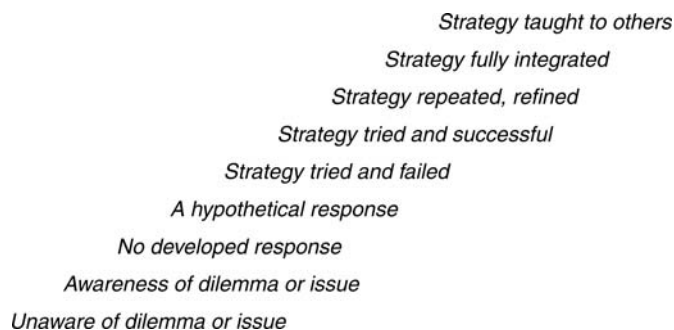 Strategy taught to others
Strategy fully integrated
Strategy repeated, refined
Strategy tried and successful
Strategy tried and failed
A hypothetical response
No developed response
Awareness of dilemma or issue
Unaware of dilemma or issue